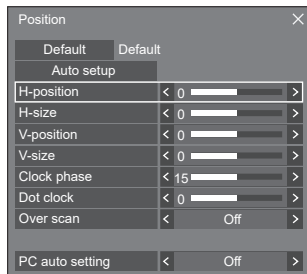 Position
Default Default
Auto setup
H-position < 0 >
H-size < 0 >
V-position < 0 >
V-size < 0 >
Clock phase < 15 >
Dot clock < 0 >
Over scan < Off >
PC auto setting < Off >